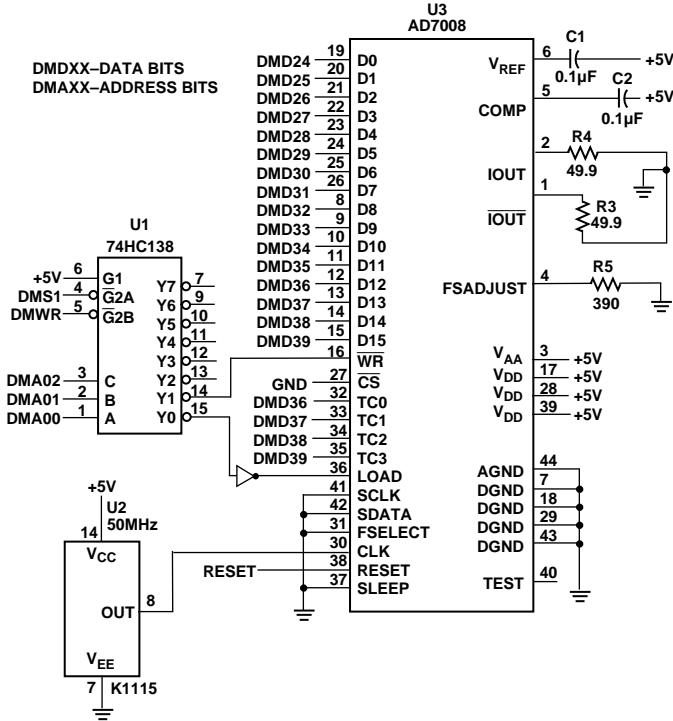 U3
AD7008
DMDXX–DATA BITS
DMAXX–ADDRESS BITS
DMD24 19 D0
DMD25 20 D1
DMD26 21 D2
DMD27 22 D3
DMD28 23 D4
DMD29 24 D5
DMD30 25 D6
DMD31 26 D7
DMD32 8 D8
DMD33 9 D9
DMD34 10 D10
DMD35 11 D11
DMD36 12 D12
DMD37 13 D13
DMD38 14 D14
DMD39 15 D15
16 WR
GND 27 CS
DMD36 32 TC0
DMD37 33 TC1
DMD38 34 TC2
DMD39 35 TC3
36 LOAD
41 SCLK
42 SDATA
31 FSELECT
30 CLK
RESET 38 RESET
37 SLEEP
VREF 6 C1 0.1µF +5V
COMP 5 C2 0.1µF +5V
IOUT 2 R4 49.9
IOUT 1 R3 49.9
FSADJUST 4 R5 390
VAA 3 +5V
VDD 17 +5V
VDD 28 +5V
VDD 39 +5V
AGND 44
DGND 7
DGND 18
DGND 29
DGND 43
TEST 40
U1
74HC138
+5V 6 G1
DMS1 4 G2A
DMWR 5 G2B
DMA02 3 C
DMA01 2 B
DMA00 1 A
Y7 7
Y6 9
Y5 10
Y4 11
Y3 12
Y2 13
Y1 14
Y0 15
+5V
U2
50MHz
14
VCC
OUT 8
VEE
7 K1115